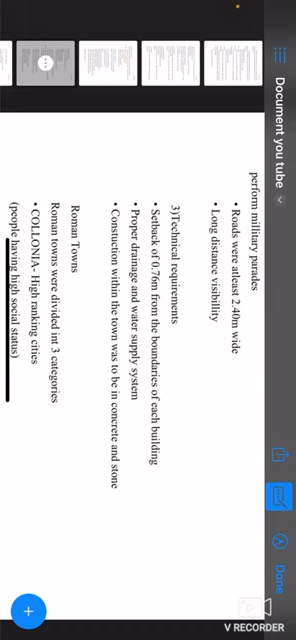 Document you tube
Done
perform millitary parades
• Roads were atleast 2.40m wide
• Long distance visibility
3)Technical requirements
• Setback of 0.76m from the boundaries of each building
• Proper drainage and water supply system
• Constuction within the town was to be in concrete and stone
Roman Towns
Roman towns were divided int 3 categories
• COLLONIA- High ranking cities
(people having high social status)
V RECORDER